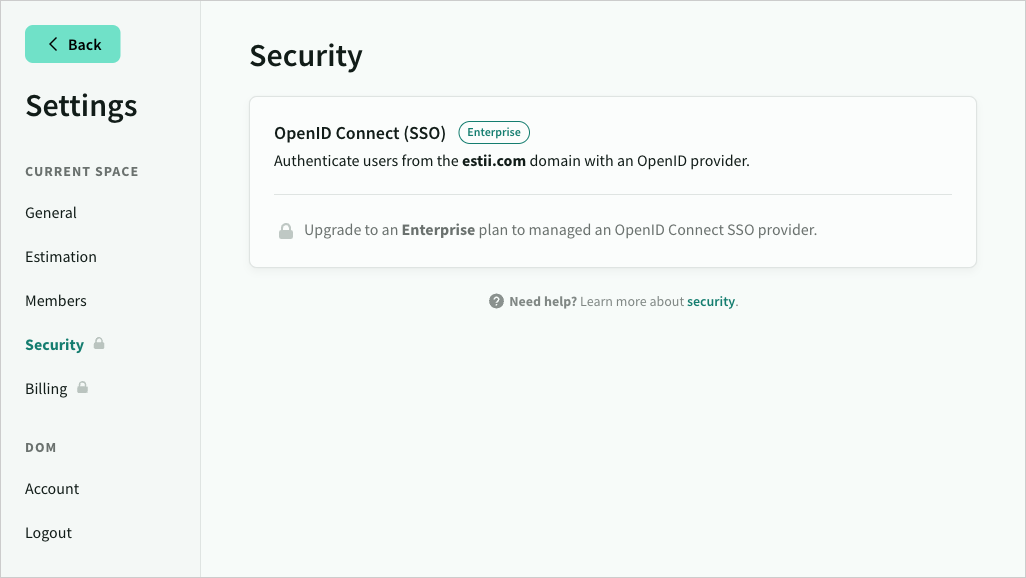 Back
Settings
CURRENT SPACE
General
Estimation
Members
Security
Billing
DOM
Account
Logout
Security
OpenID Connect (SSO) Enterprise
Authenticate users from the estii.com domain with an OpenID provider.
Upgrade to an Enterprise plan to managed an OpenID Connect SSO provider.
? Need help? Learn more about security.